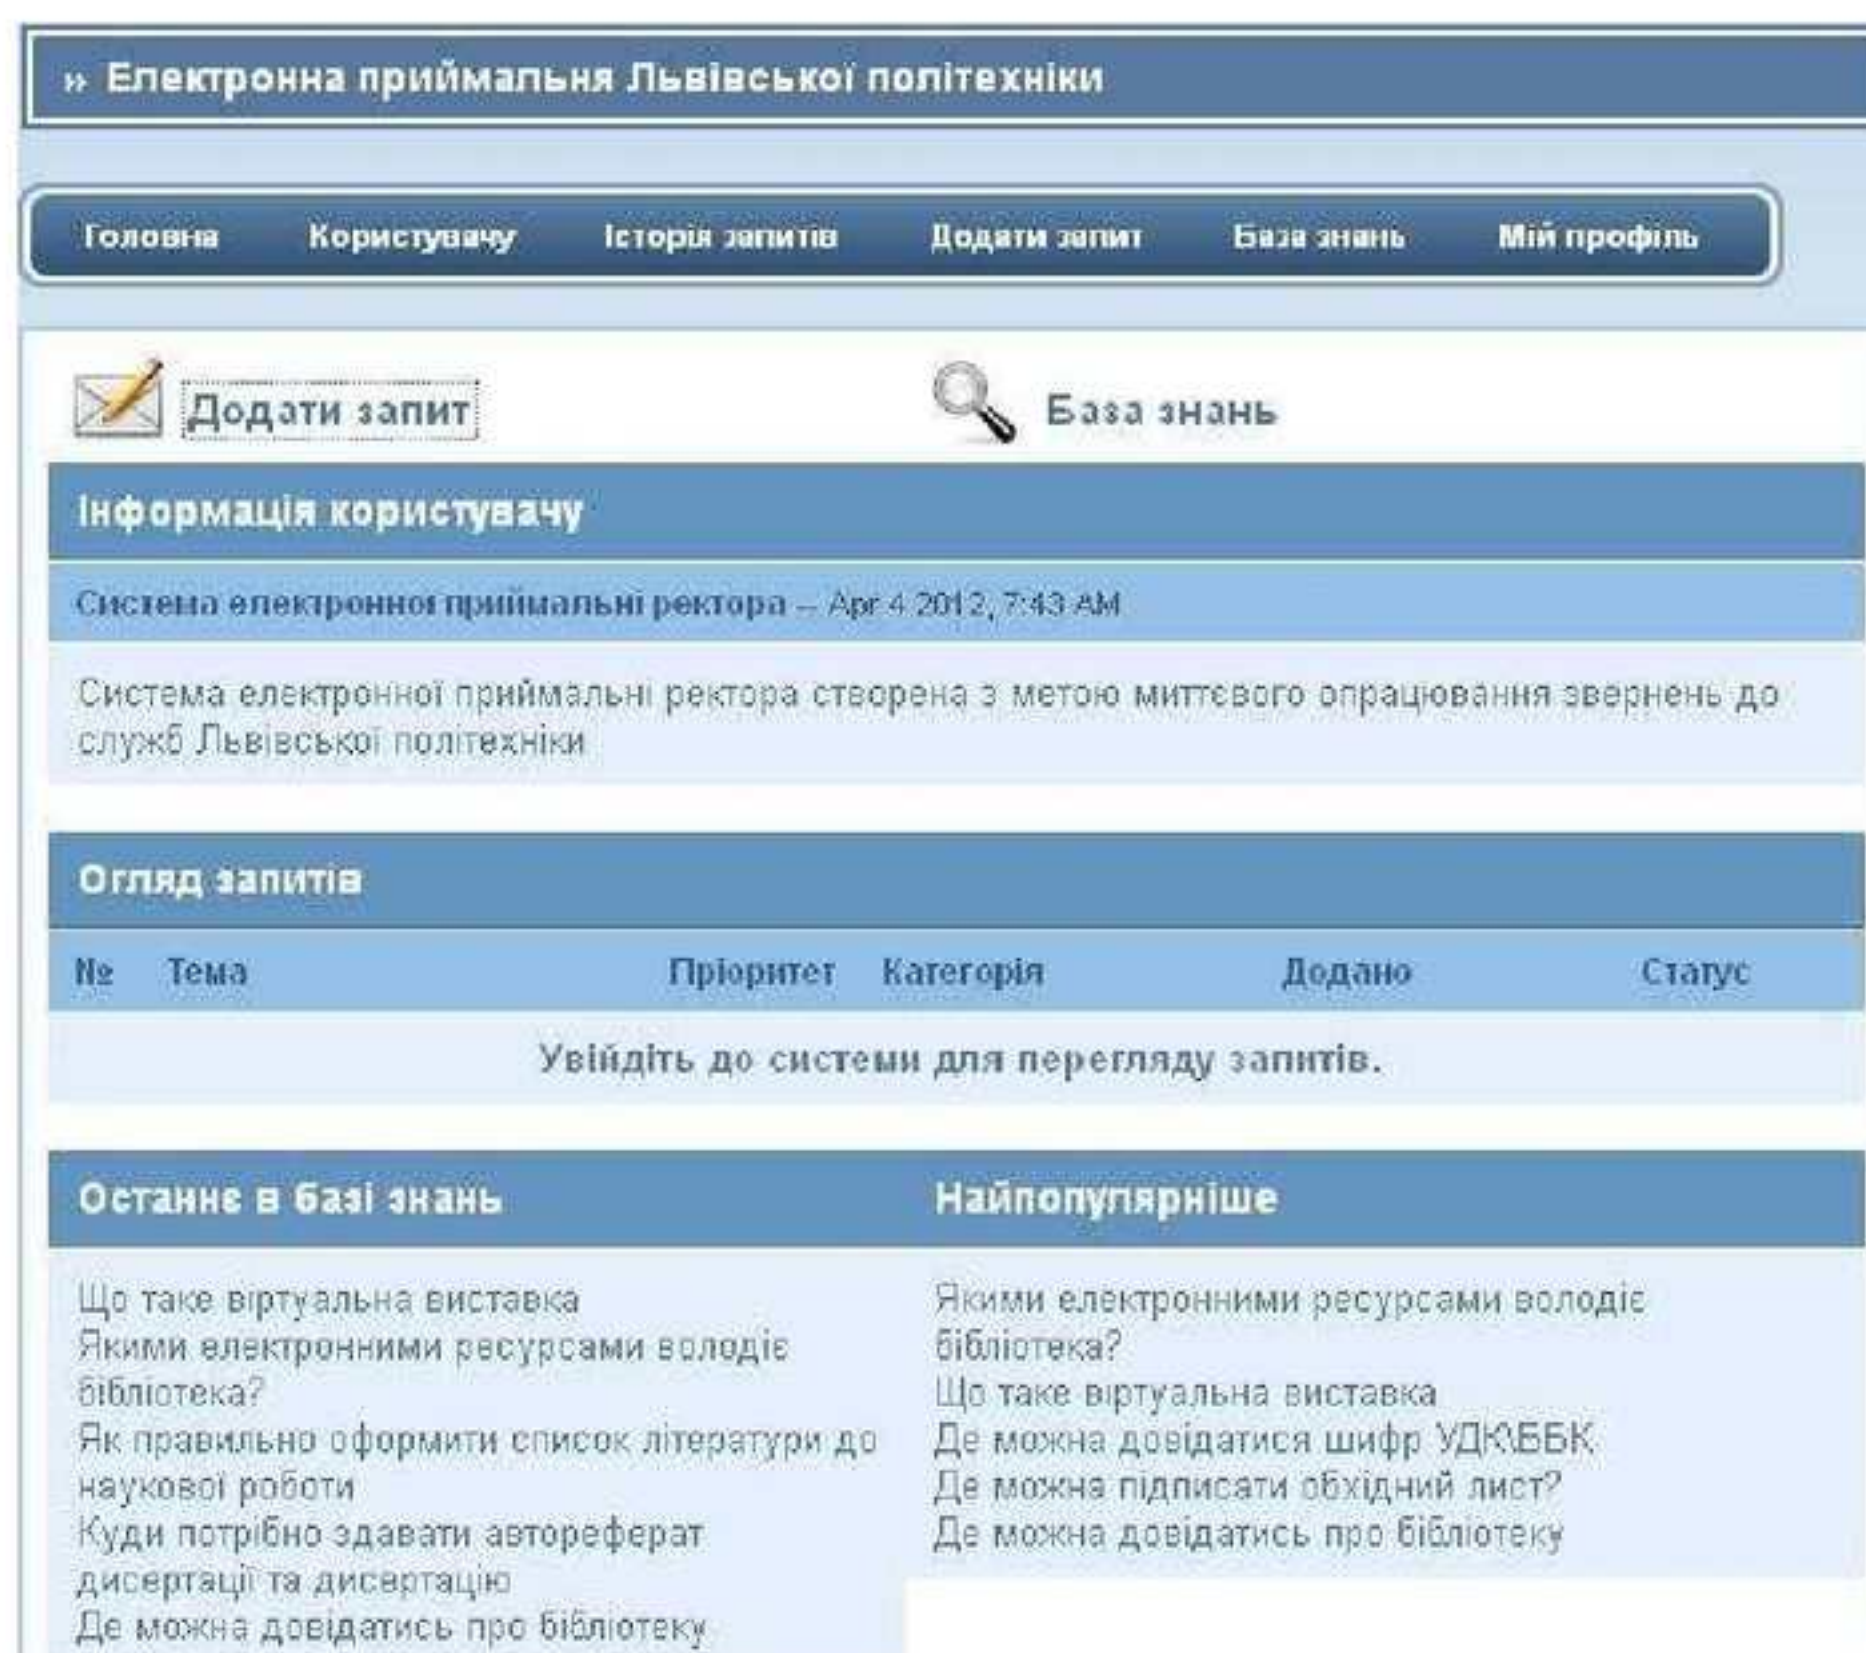 » Електронна приймальня Львівської політехніки
Головна Користувачу Історія запитів Додати запит База знань Мій профіль
Додати запит База знань
Інформація користувачу
Система електронної приймальні ректора – Apr 4 2012, 7:43 AM
Система електронної приймальні ректора створена з метою миттєвого опрацювання звернень до
служб Львівської політехніки
Огляд запитів
№ Тема Пріоритет Категорія Додано Статус
Увійдіть до системи для перегляду запитів.
Останнє в базі знань
Що таке віртуальна виставка
Якими електронними ресурсами володіє
бібліотека?
Як правильно оформити список літератури до
наукової роботи
Куди потрібно здавати автореферат
дисертації та дисертацію
Де можна довідатись про бібліотеку
Найпопулярніше
Якими електронними ресурсами володіє
бібліотека?
Що таке віртуальна виставка
Де можна довідатися шифр УДК\ББК
Де можна підписати обхідний лист?
Де можна довідатись про бібліотеку